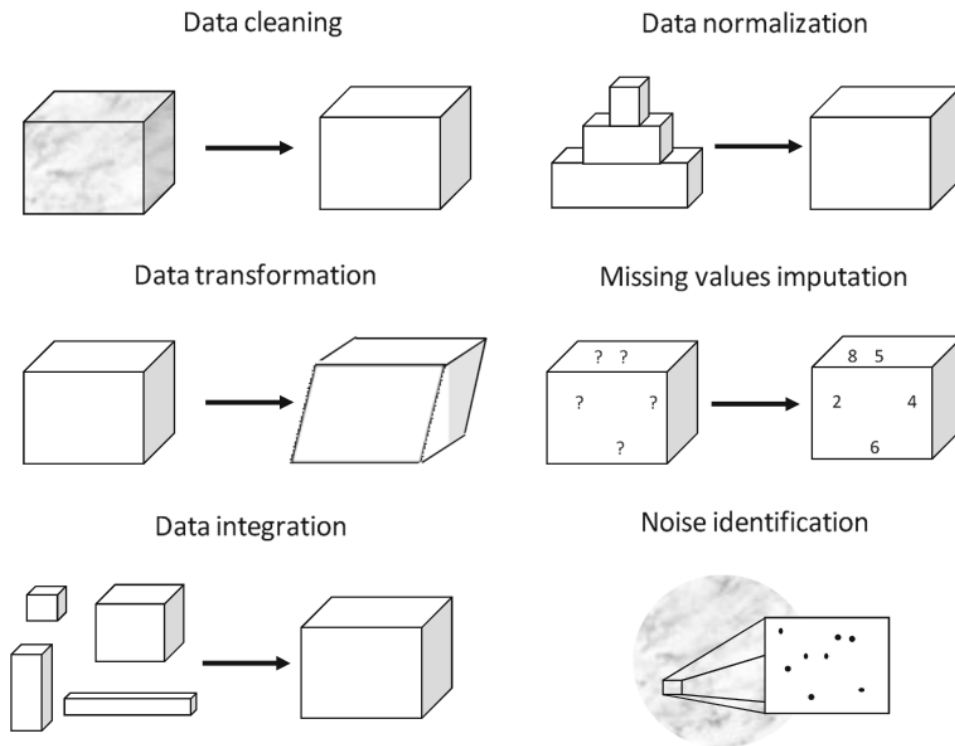 Data cleaning
Data normalization
Data transformation
Missing values imputation
? ?
? ?
?
8 5
2 4
6
Data integration
Noise identification